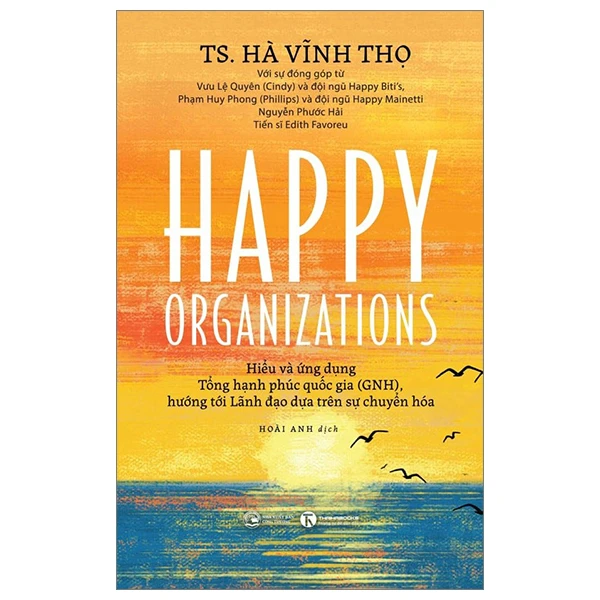 TS. HÀ VĨNH THỌ
Với sự đóng góp từ
Vưu Lệ Quyên (Cindy) và đội ngũ Happy Biti's,
Phạm Huy Phong (Phillips) và đội ngũ Happy Mainetti
Nguyễn Phước Hải
Tiến sĩ Edith Favoreu
HAPPY
ORGANIZATIONS
Hiểu và ứng dụng
Tổng hạnh phúc quốc gia (GNH),
hướng tới Lãnh đạo dựa trên sự chuyển hóa
HOÀI ANH dịch